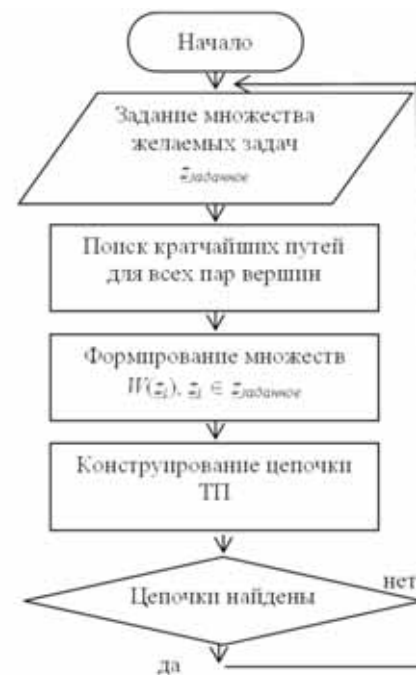 Начало
Задание множества
желаемых задач
zзаданное
Поиск кратчайших путей
для всех пар вершин
Формирование множеств
W(zi), zi ∈ zзаданное
Конструирование цепочки
ТП
нет
Цепочки найдены
да